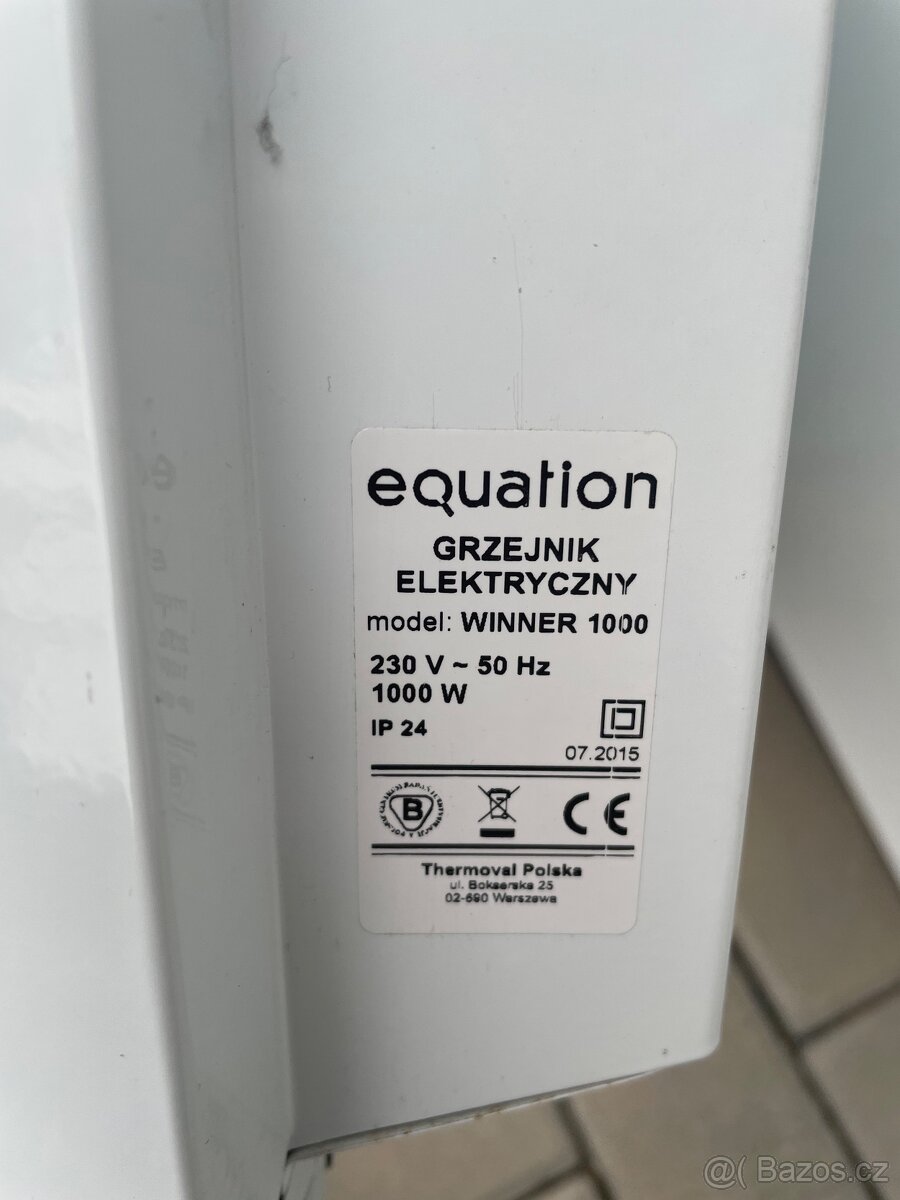 equation
GRZEJNIK
ELEKTRYCZNY
model: WINNER 1000
230 V ~ 50 Hz
1000 W
IP 24
07.2015
B
CE
Thermoval Polska
ul. Bokserska 25
02-690 Warszawa
@( Bazos.cz